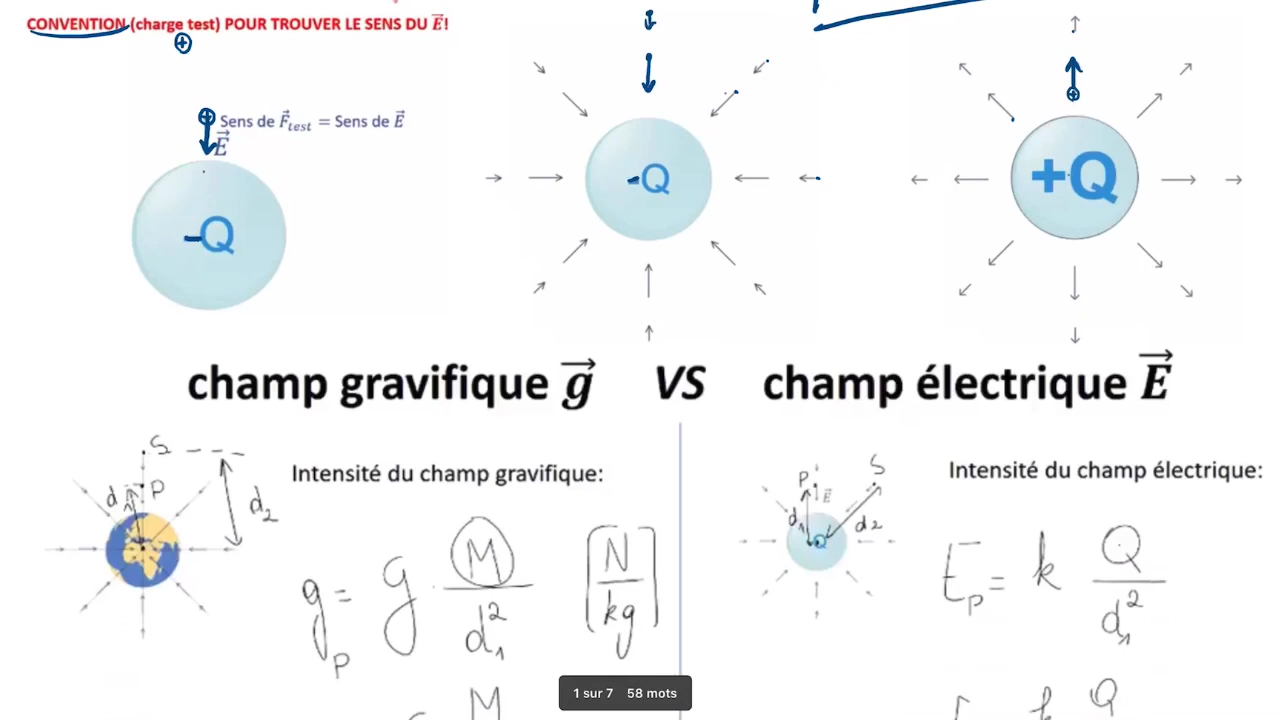 CONVENTION (charge test) POUR TROUVER LE SENS DU E⃗!
⊕
⊕ Sens de F⃗test = Sens de E⃗
E⃗
-Q
-Q
⊕
+Q
champ gravifique g⃗ VS champ électrique E⃗
S
P
d
d2
Intensité du champ gravifique:
gP = G · M / d1² [N / kg]
M
P
S
E⃗
d1
d2
Q
Intensité du champ électrique:
EP = k Q / d1²
k Q
1 sur 7 58 mots